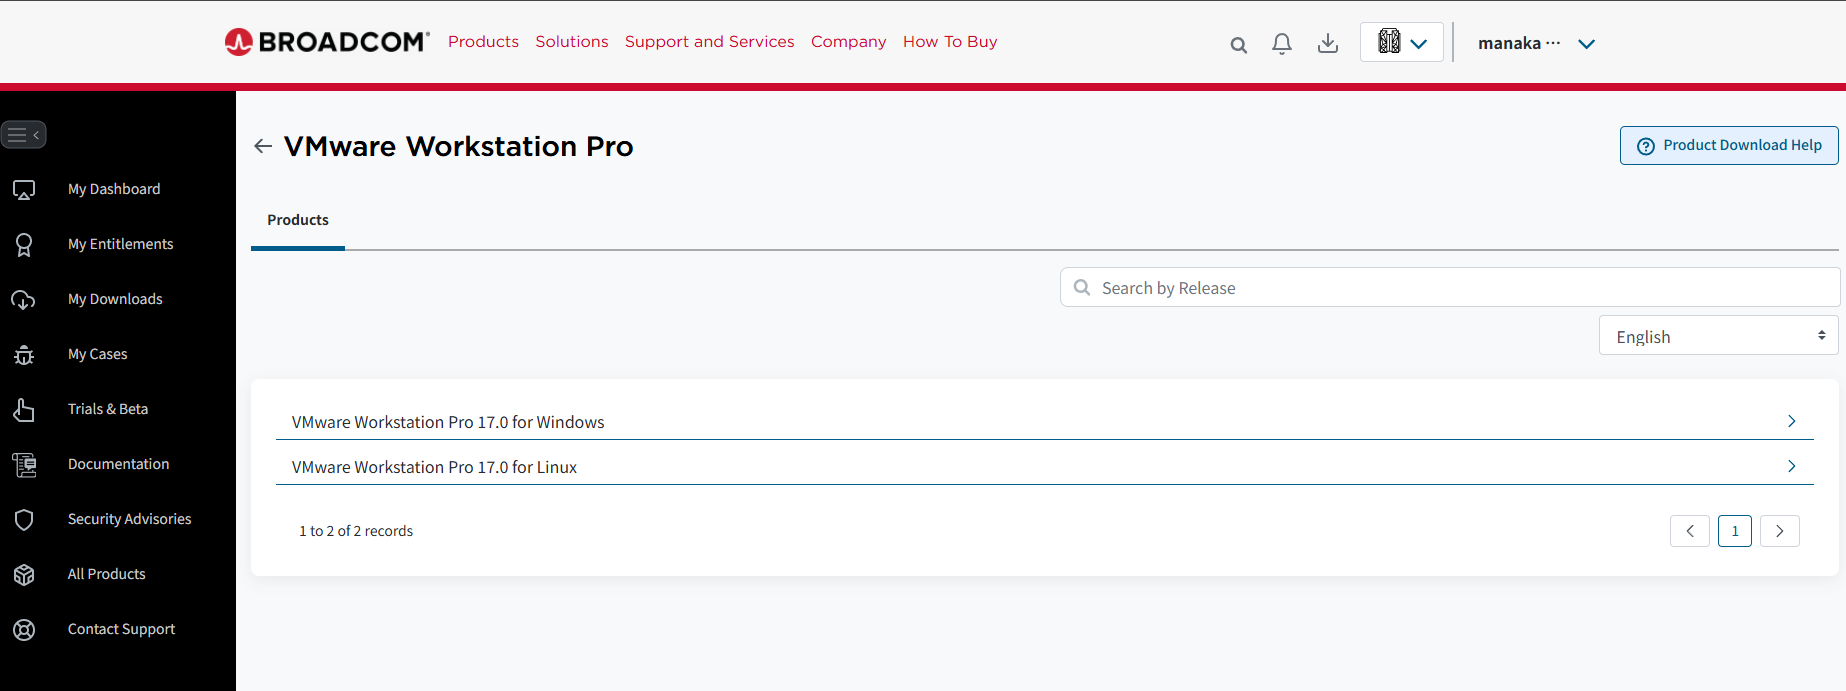 BROADCOM Products Solutions Support and Services Company How To Buy manaka ···
VMware Workstation Pro
Product Download Help
Products
Search by Release
English
VMware Workstation Pro 17.0 for Windows
VMware Workstation Pro 17.0 for Linux
1 to 2 of 2 records
1
My Dashboard
My Entitlements
My Downloads
My Cases
Trials & Beta
Documentation
Security Advisories
All Products
Contact Support